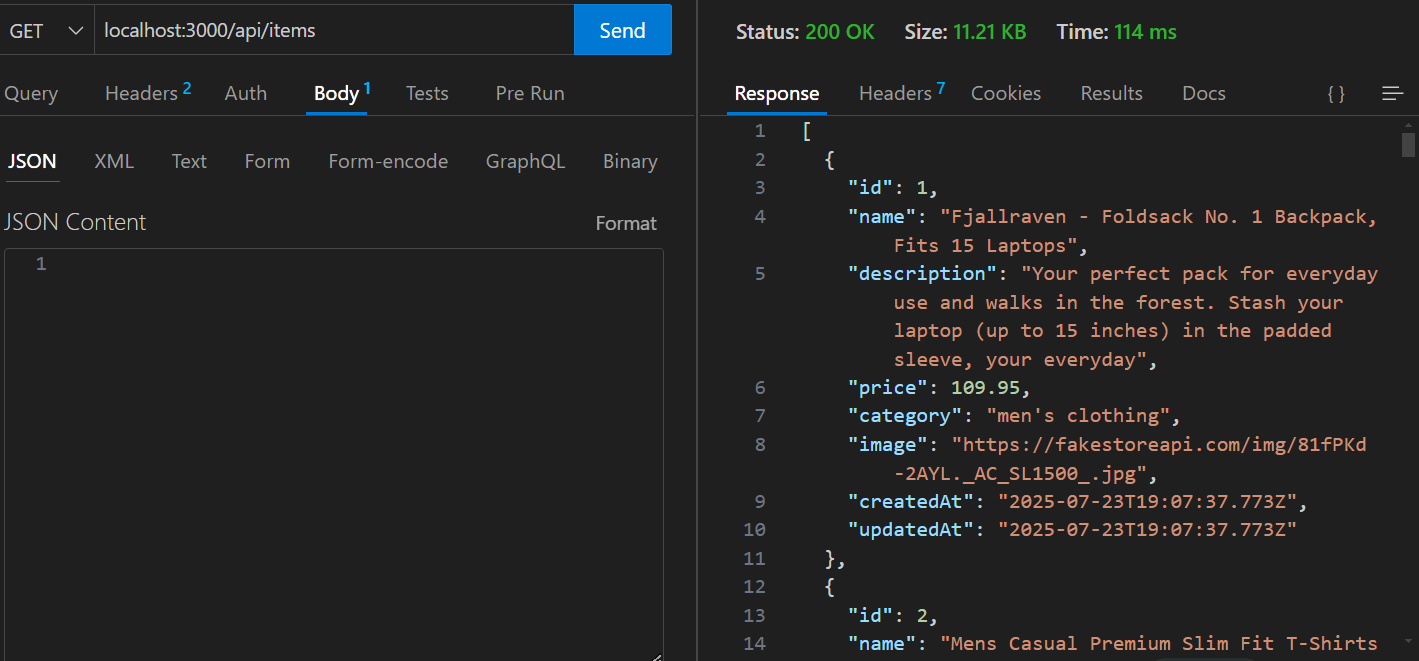 GET localhost:3000/api/items Send
Query Headers 2 Auth Body 1 Tests Pre Run
JSON XML Text Form Form-encode GraphQL Binary
JSON Content Format
1
Status: 200 OK Size: 11.21 KB Time: 114 ms
Response Headers 7 Cookies Results Docs { }
1 [
2 {
3 "id": 1,
4 "name": "Fjallraven - Foldsack No. 1 Backpack,
Fits 15 Laptops",
5 "description": "Your perfect pack for everyday
use and walks in the forest. Stash your
laptop (up to 15 inches) in the padded
sleeve, your everyday",
6 "price": 109.95,
7 "category": "men's clothing",
8 "image": "https://fakestoreapi.com/img/81fPKd
-2AYL._AC_SL1500_.jpg",
9 "createdAt": "2025-07-23T19:07:37.773Z",
10 "updatedAt": "2025-07-23T19:07:37.773Z"
11 },
12 {
13 "id": 2,
14 "name": "Mens Casual Premium Slim Fit T-Shirts